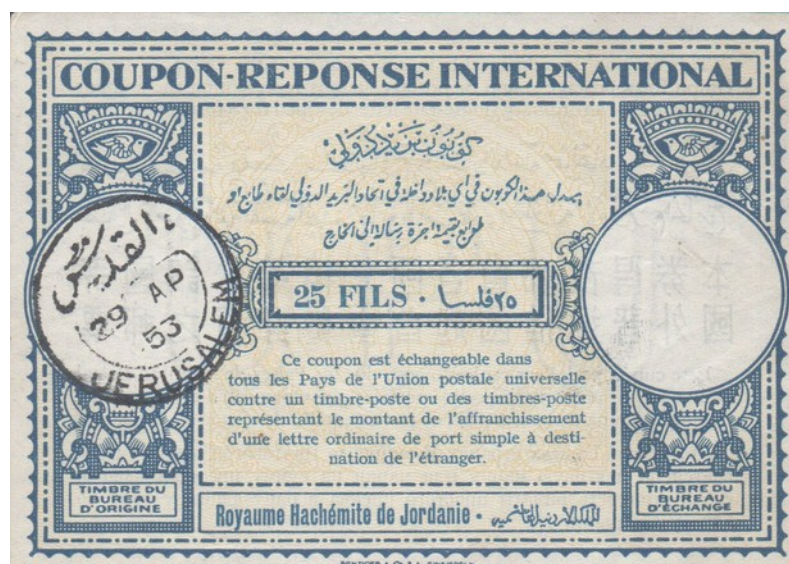 COUPON-REPONSE INTERNATIONAL
كوبون بريد دولي
يبدل هذا الكوبون في أي بلاد داخلة في اتحاد البريد الدولي لقاء طابع او
طوابع بقيمة اجرة رسالة الى الخارج
25 FILS · ٢٥ فلسا
Ce coupon est échangeable dans
tous les Pays de l'Union postale universelle
contre un timbre-poste ou des timbres-poste
représentant le montant de l'affranchissement
d'une lettre ordinaire de port simple à desti-
nation de l'étranger.
القدس
29 AP
53
JERUSALEM
TIMBRE DU
BUREAU
D'ORIGINE
Royaume Hachémite de Jordanie · المملكة الاردنية الهاشمية
TIMBRE DU
BUREAU
D'ÉCHANGE